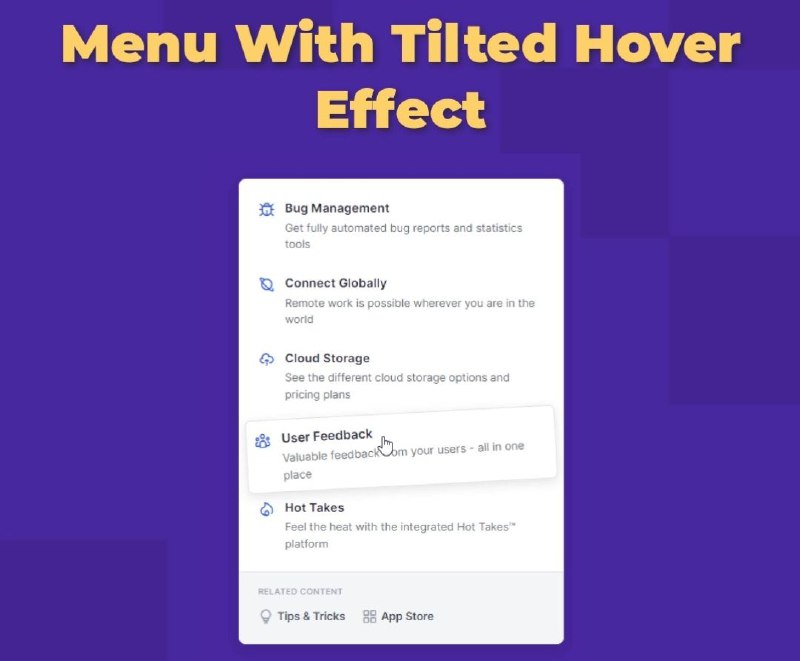 Menu With Tilted Hover
Effect
Bug Management
Get fully automated bug reports and statistics
tools
Connect Globally
Remote work is possible wherever you are in the
world
Cloud Storage
See the different cloud storage options and
pricing plans
User Feedback
Valuable feedback om your users - all in one
place
Hot Takes
Feel the heat with the integrated Hot Takes™
platform
RELATED CONTENT
Tips & Tricks
App Store